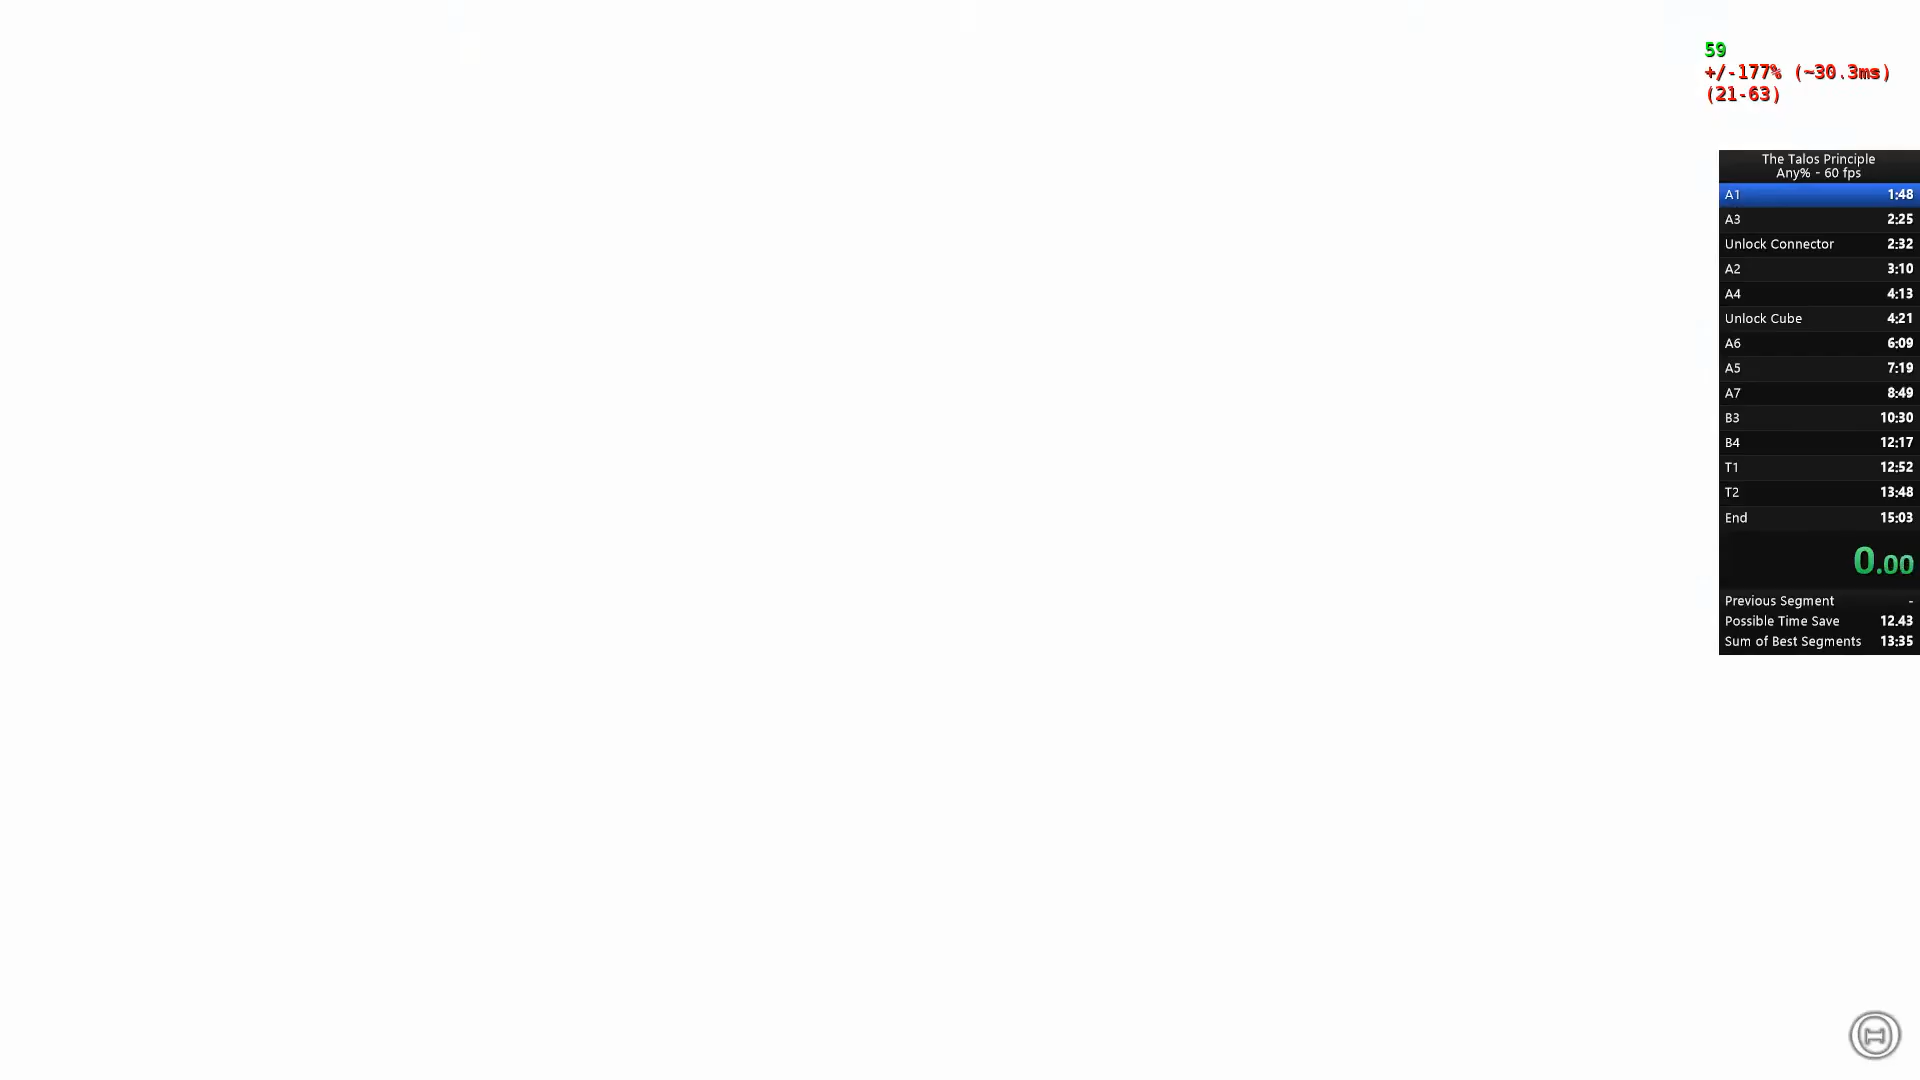 59
+/-177% (~30.3ms)
(21-63)
The Talos Principle
Any% - 60 fps
A1 1:48
A3 2:25
Unlock Connector 2:32
A2 3:10
A4 4:13
Unlock Cube 4:21
A6 6:09
A5 7:19
A7 8:49
B3 10:30
B4 12:17
T1 12:52
T2 13:48
End 15:03
0.00
Previous Segment -
Possible Time Save 12.43
Sum of Best Segments 13:35